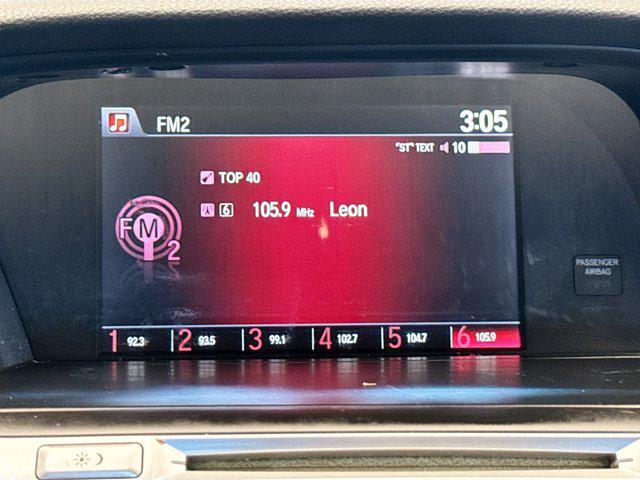 FM2 3:05
"ST" TEXT 10
TOP 40
6 105.9 MHz Leon
FM2
1 92.3 2 93.5 3 99.1 4 102.7 5 104.7 6 105.9
PASSENGER
AIRBAG